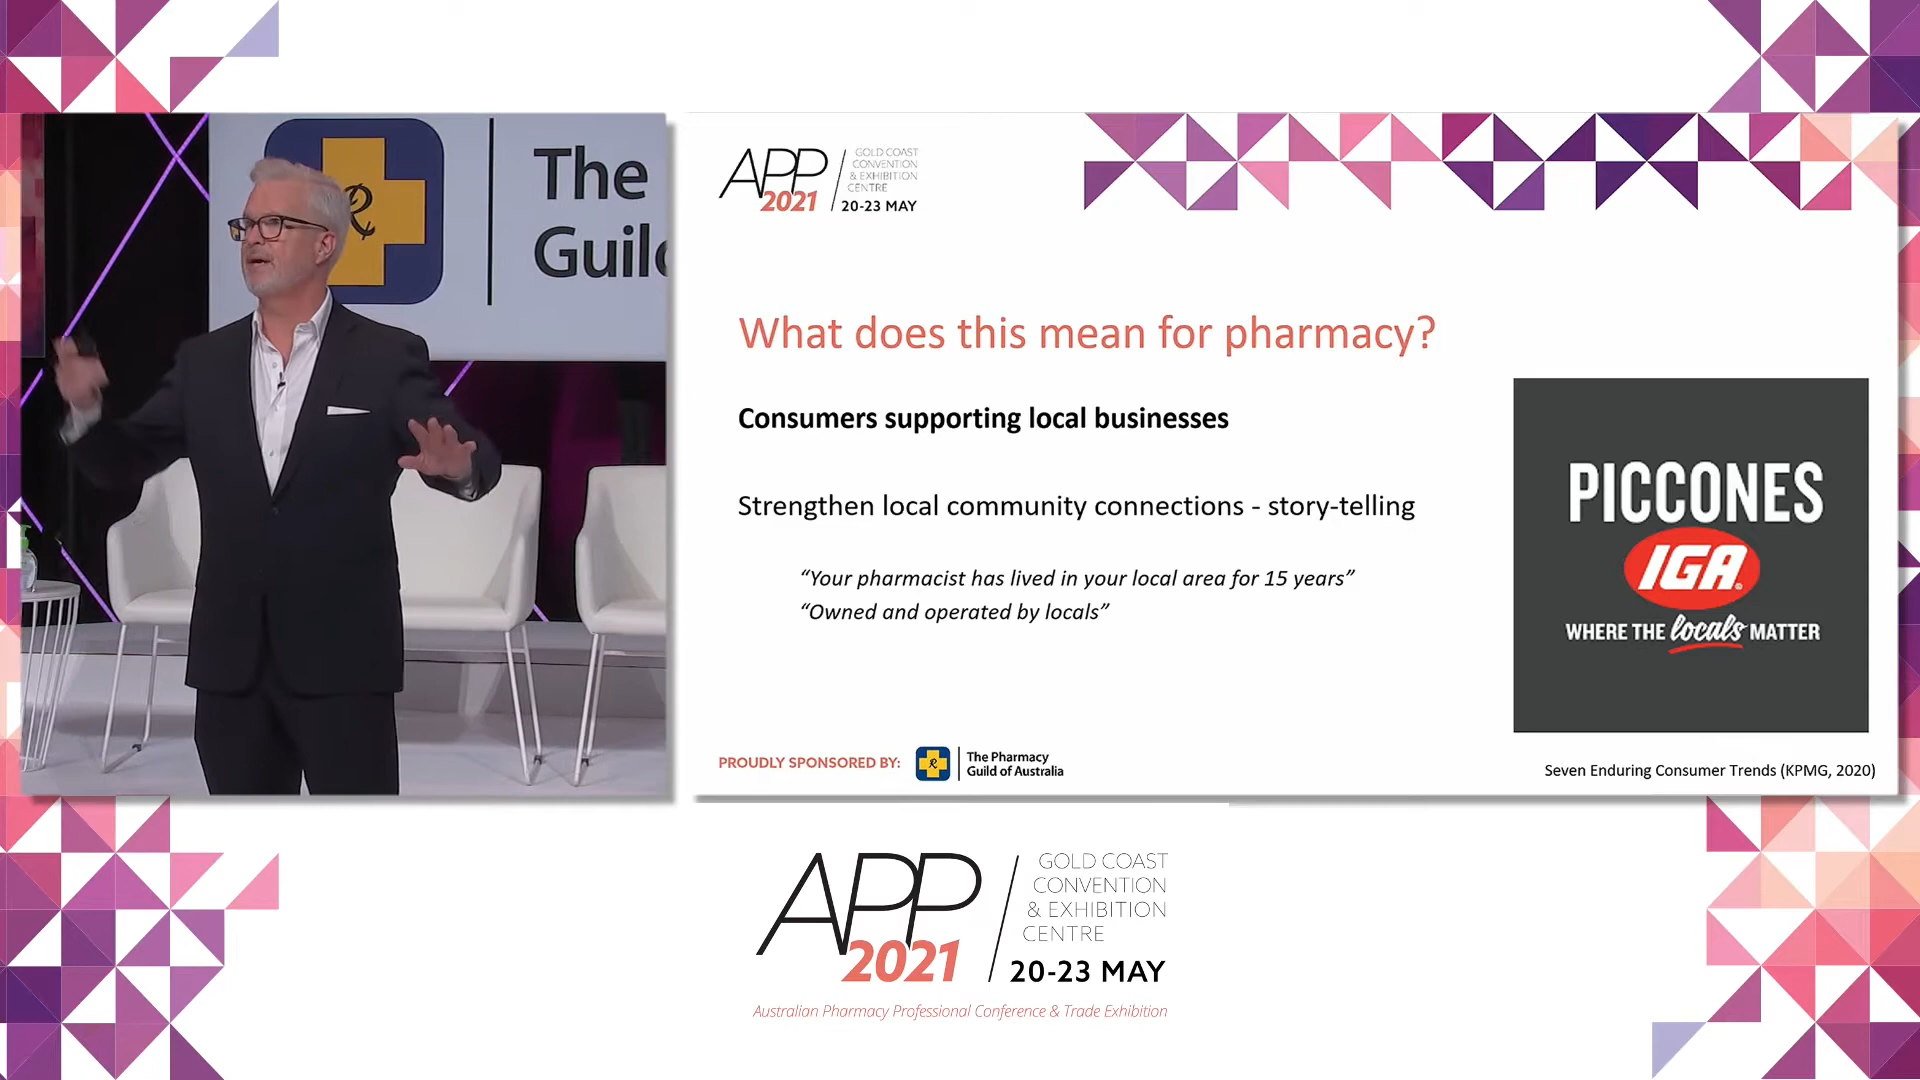 The
Guil
APP
2021
GOLD COAST
CONVENTION
& EXHIBITION
CENTRE
20-23 MAY
What does this mean for pharmacy?
Consumers supporting local businesses
Strengthen local community connections - story-telling
“Your pharmacist has lived in your local area for 15 years”
“Owned and operated by locals”
PICCONES
IGA
WHERE THE locals MATTER
PROUDLY SPONSORED BY:
The Pharmacy
Guild of Australia
Seven Enduring Consumer Trends (KPMG, 2020)
APP
2021
GOLD COAST
CONVENTION
& EXHIBITION
CENTRE
20-23 MAY
Australian Pharmacy Professional Conference & Trade Exhibition